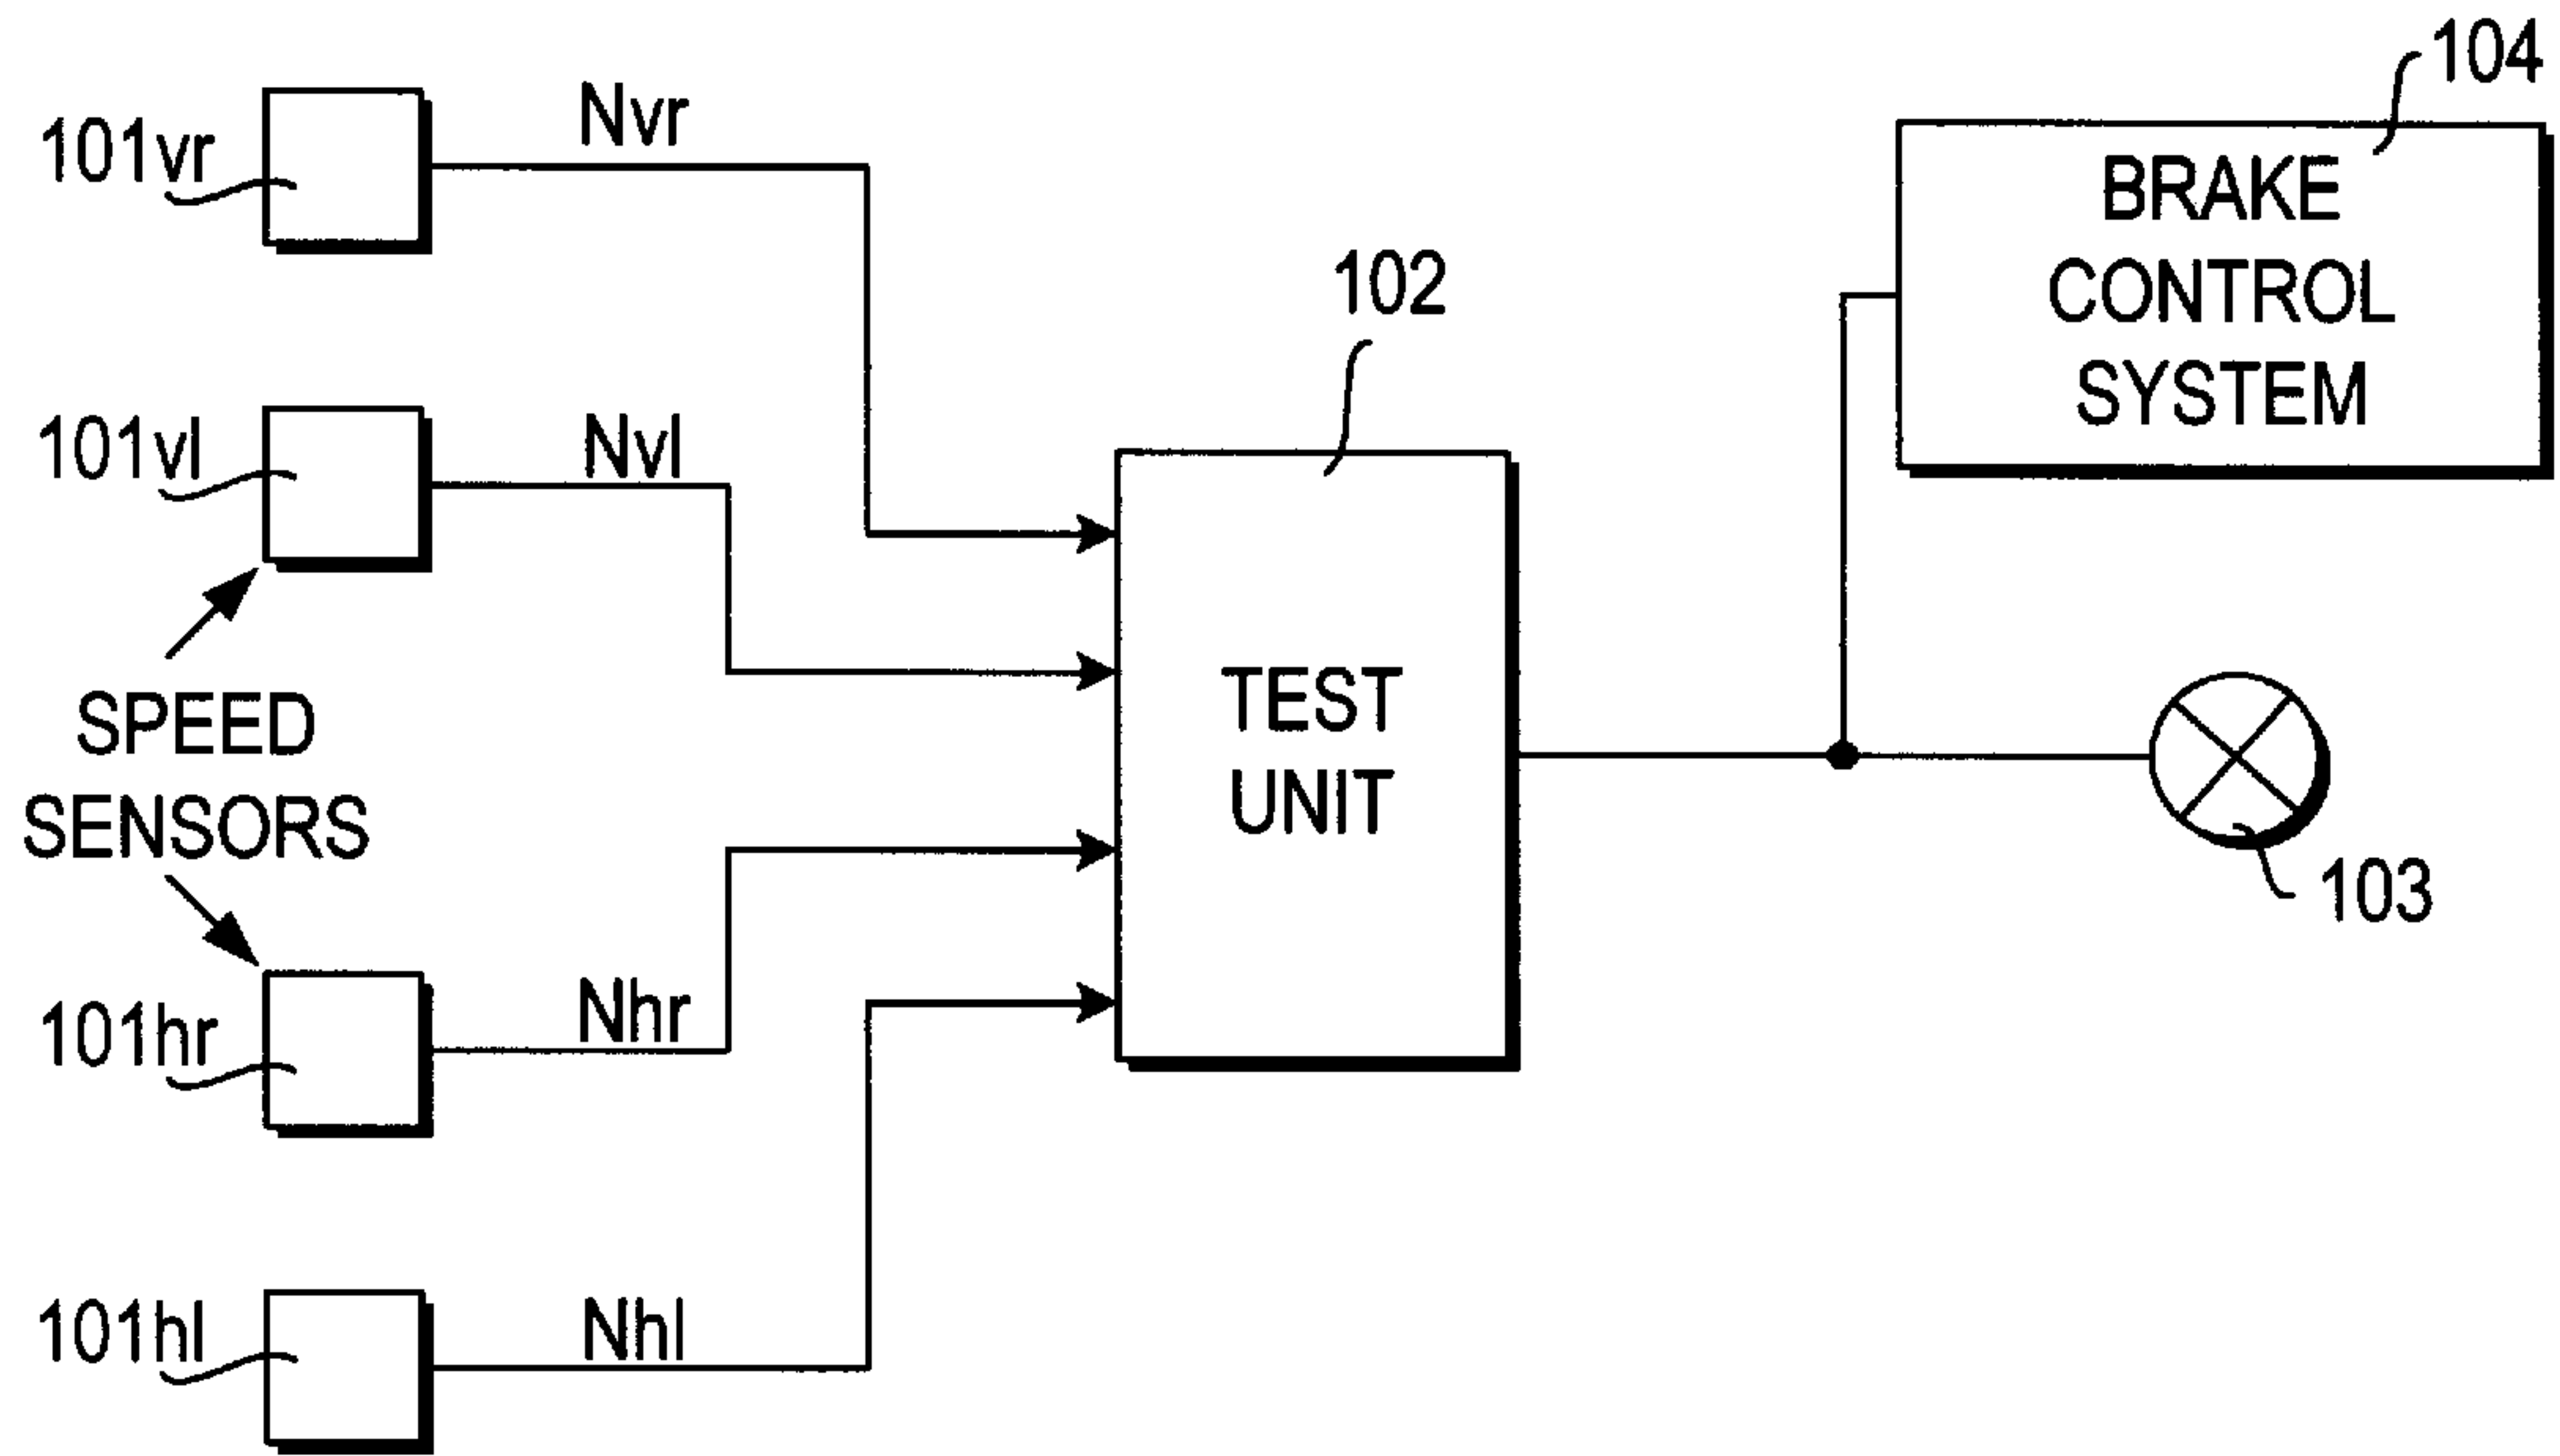 104
101vr
Nvr
BRAKE
CONTROL
SYSTEM
102
101vl
Nvl
TEST
UNIT
SPEED
SENSORS
103
101hr
Nhr
101hl
Nhl